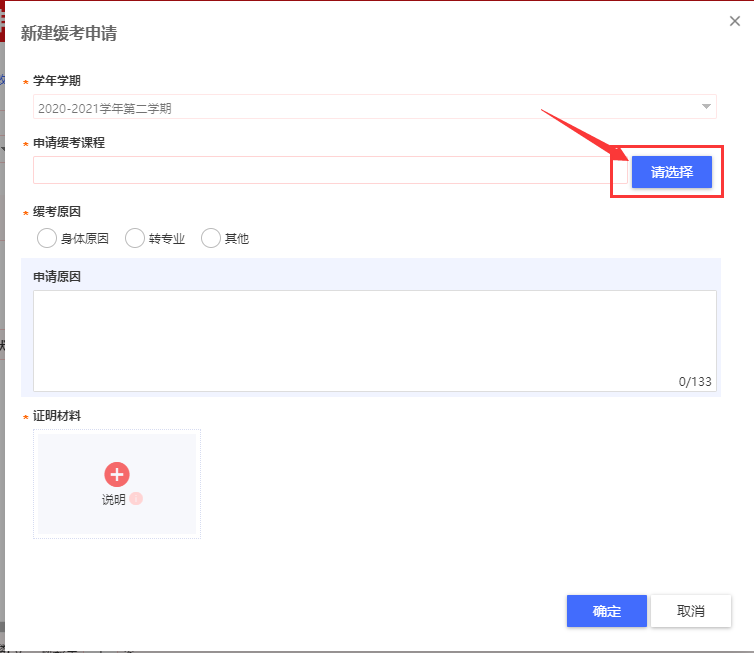 新建缓考申请
* 学年学期
2020-2021学年第二学期
* 申请缓考课程
请选择
* 缓考原因
身体原因 转专业 其他
申请原因
0/133
* 证明材料
说明
确定 取消